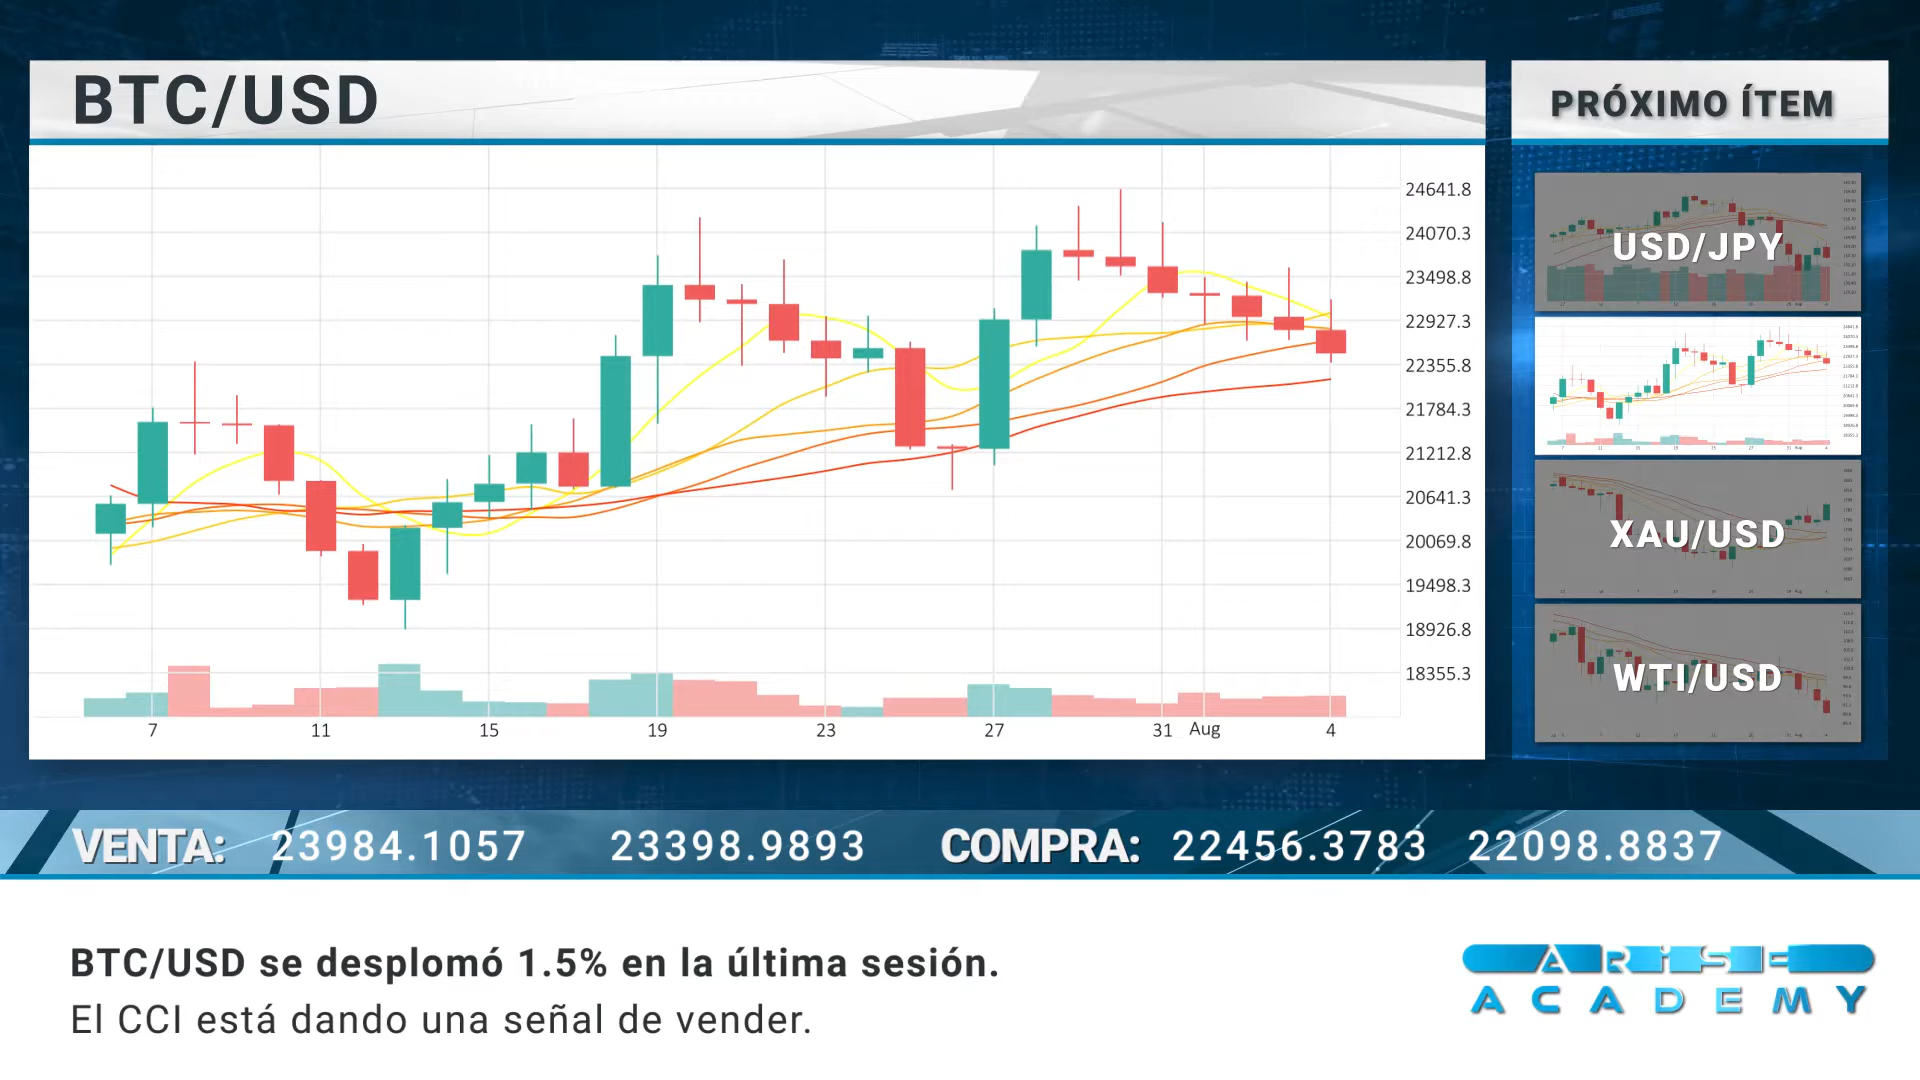 BTC/USD
PRÓXIMO ÍTEM
24641.8
24070.3
23498.8
22927.3
22355.8
21784.3
21212.8
20641.3
20069.8
19498.3
18926.8
18355.3
7 11 15 19 23 27 31 Aug 4
USD/JPY
XAU/USD
WTI/USD
VENTA: 23984.1057 23398.9893 COMPRA: 22456.3783 22098.8837
BTC/USD se desplomó 1.5% en la última sesión.
El CCI está dando una señal de vender.
ARISE
ACADEMY